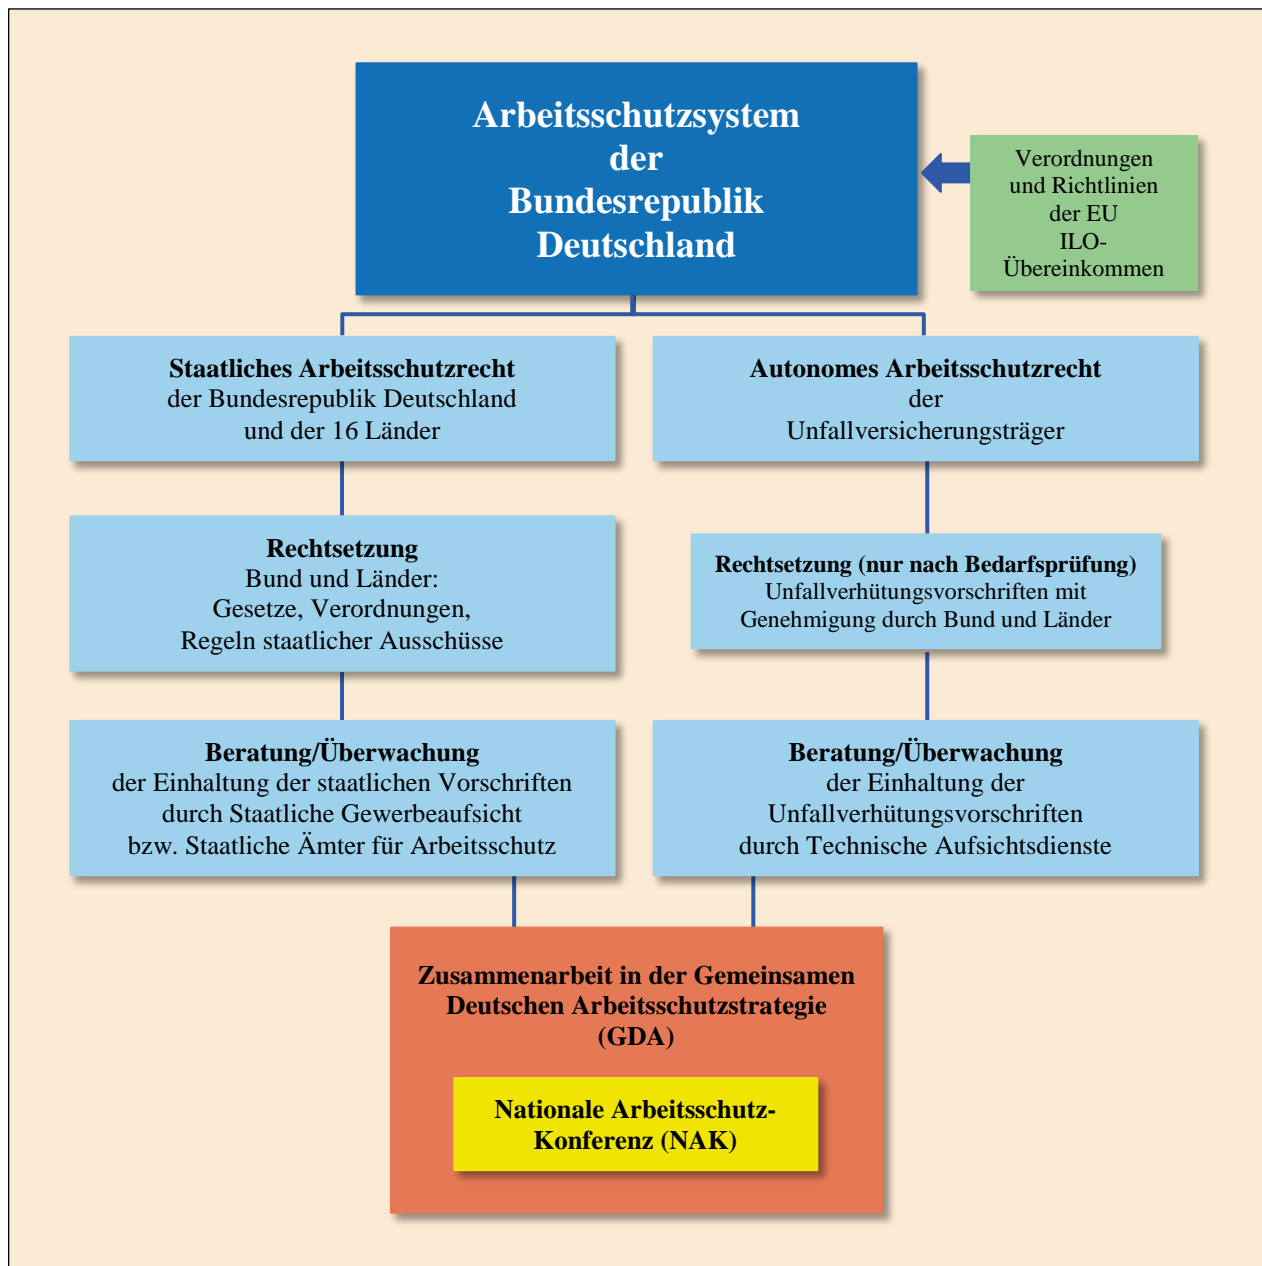 Arbeitsschutzsystem
der
Bundesrepublik
Deutschland
Verordnungen
und Richtlinien
der EU
ILO-
Übereinkommen
Staatliches Arbeitsschutzrecht
der Bundesrepublik Deutschland
und der 16 Länder
Autonomes Arbeitsschutzrecht
der
Unfallversicherungsträger
Rechtsetzung
Bund und Länder:
Gesetze, Verordnungen,
Regeln staatlicher Ausschüsse
Rechtsetzung (nur nach Bedarfsprüfung)
Unfallverhütungsvorschriften mit
Genehmigung durch Bund und Länder
Beratung/Überwachung
der Einhaltung der staatlichen Vorschriften
durch Staatliche Gewerbeaufsicht
bzw. Staatliche Ämter für Arbeitsschutz
Beratung/Überwachung
der Einhaltung der
Unfallverhütungsvorschriften
durch Technische Aufsichtsdienste
Zusammenarbeit in der Gemeinsamen
Deutschen Arbeitsschutzstrategie
(GDA)
Nationale Arbeitsschutz-
Konferenz (NAK)